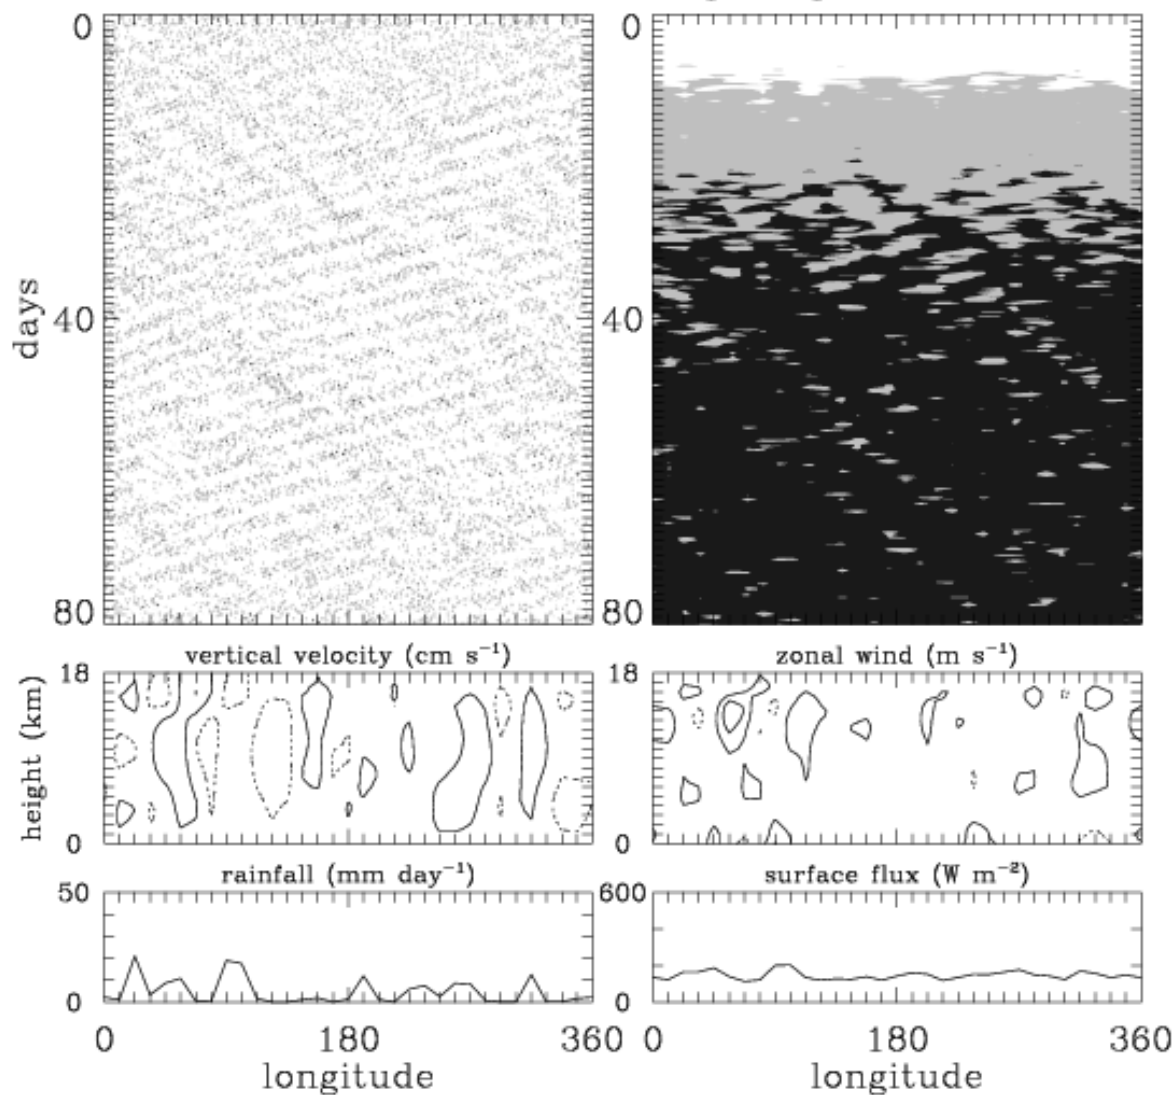 0 0
days
40 40
80 80
vertical velocity (cm s⁻¹) zonal wind (m s⁻¹)
18 18
height (km)
0 0
rainfall (mm day⁻¹) surface flux (W m⁻²)
50 600
0 0
0 180 360 0 180 360
longitude longitude